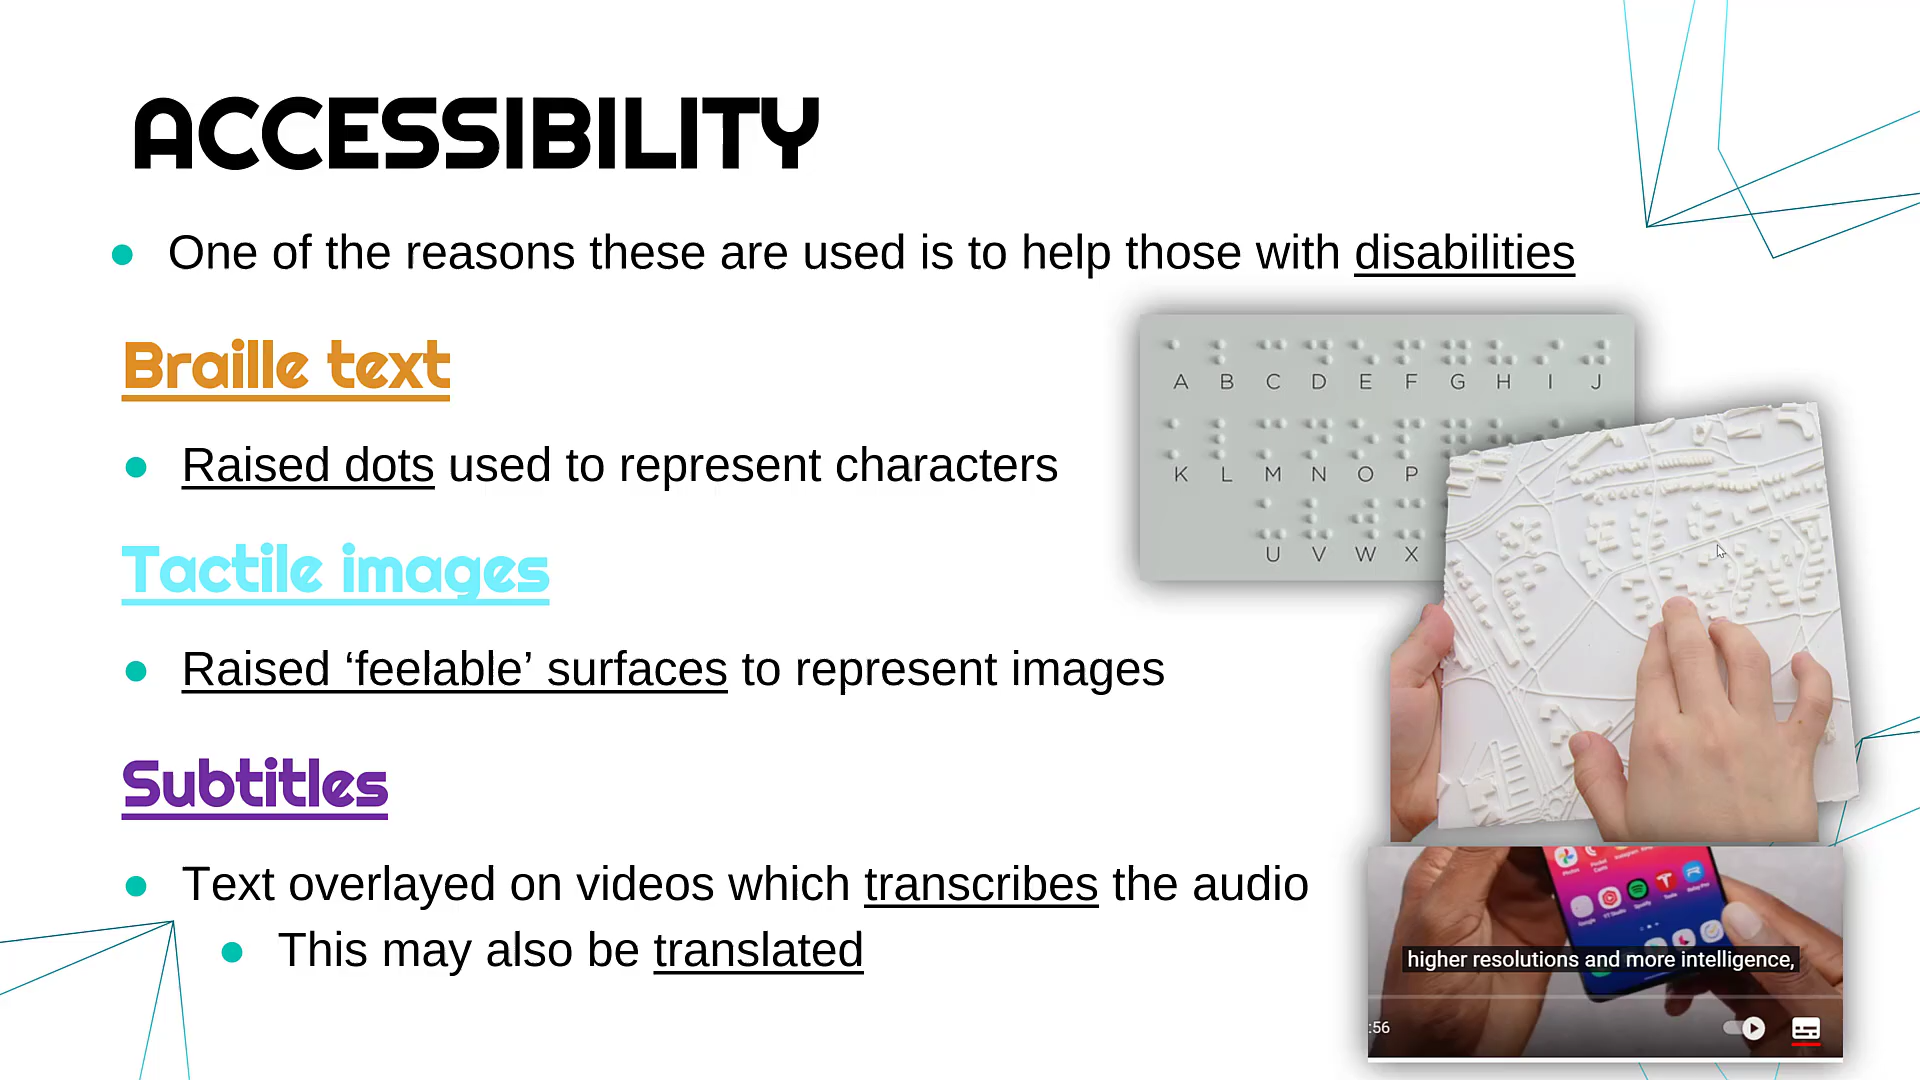 ACCESSIBILITY
One of the reasons these are used is to help those with disabilities
Braille text
Raised dots used to represent characters
Tactile images
Raised ‘feelable’ surfaces to represent images
Subtitles
Text overlayed on videos which transcribes the audio
This may also be translated
A B C D E F G H I J
K L M N O P
U V W X
higher resolutions and more intelligence,
:56